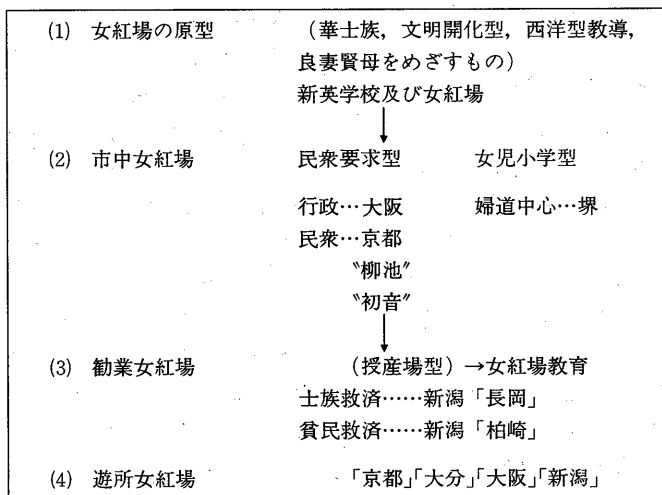 (1) 女紅場の原型 (華士族，文明開化型，西洋型教導，
良妻賢母をめざすもの)
新英学校及び女紅場
↓
(2) 市中女紅場 民衆要求型 女児小学型
行政…大阪 婦道中心…堺
民衆…京都
〝柳池〟
〝初音〟
↓
(3) 勧業女紅場 (授産場型)→女紅場教育
士族救済……新潟「長岡」
貧民救済……新潟「柏崎」
(4) 遊所女紅場 「京都」「大分」「大阪」「新潟」